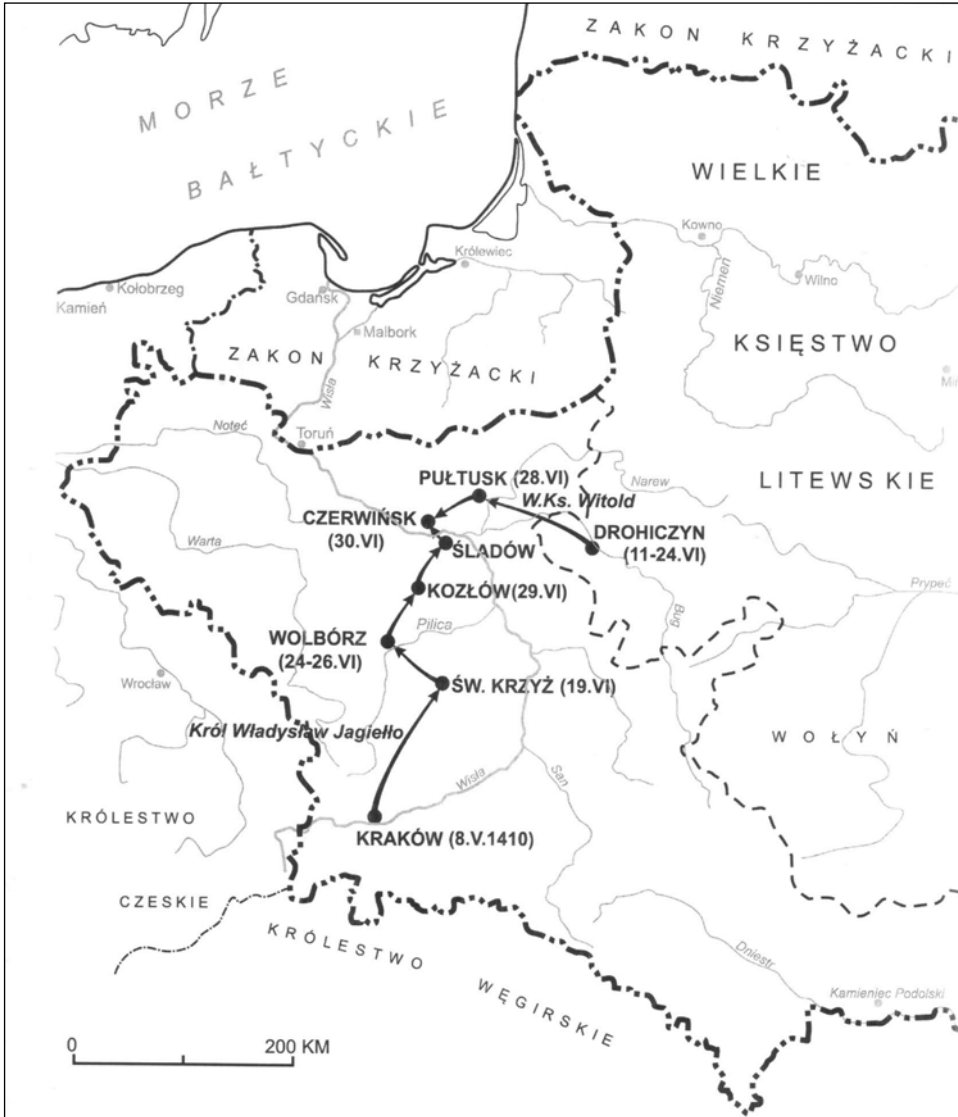 ZAKON KRZYŻACKI
MORZE
BAŁTYCKIE
WIELKIE
Kowno
Królewiec
Wilno
Niemen
Kołobrzeg
Kamień
Gdańsk
Malbork
KSIĘSTWO
ZAKON KRZYŻACKI
Wisła
Noteć
Toruń
PUŁTUSK (28.VI)
Narew
LITEWSKIE
W.Ks. Witold
CZERWIŃSK
(30.VI)
DROHICZYN
(11-24.VI)
ŚLADÓW
Warta
KOZŁÓW(29.VI)
Prypeć
Bug
Pilica
WOLBÓRZ
(24-26.VI)
Wrocław
ŚW. KRZYŻ (19.VI)
Król Władysław Jagiełło
WOŁYŃ
Wisła
San
KRÓLESTWO
KRAKÓW (8.V.1410)
CZESKIE
KRÓLESTWO WĘGIRSKIE
Dniestr
Kamieniec Podolski
0 200 KM